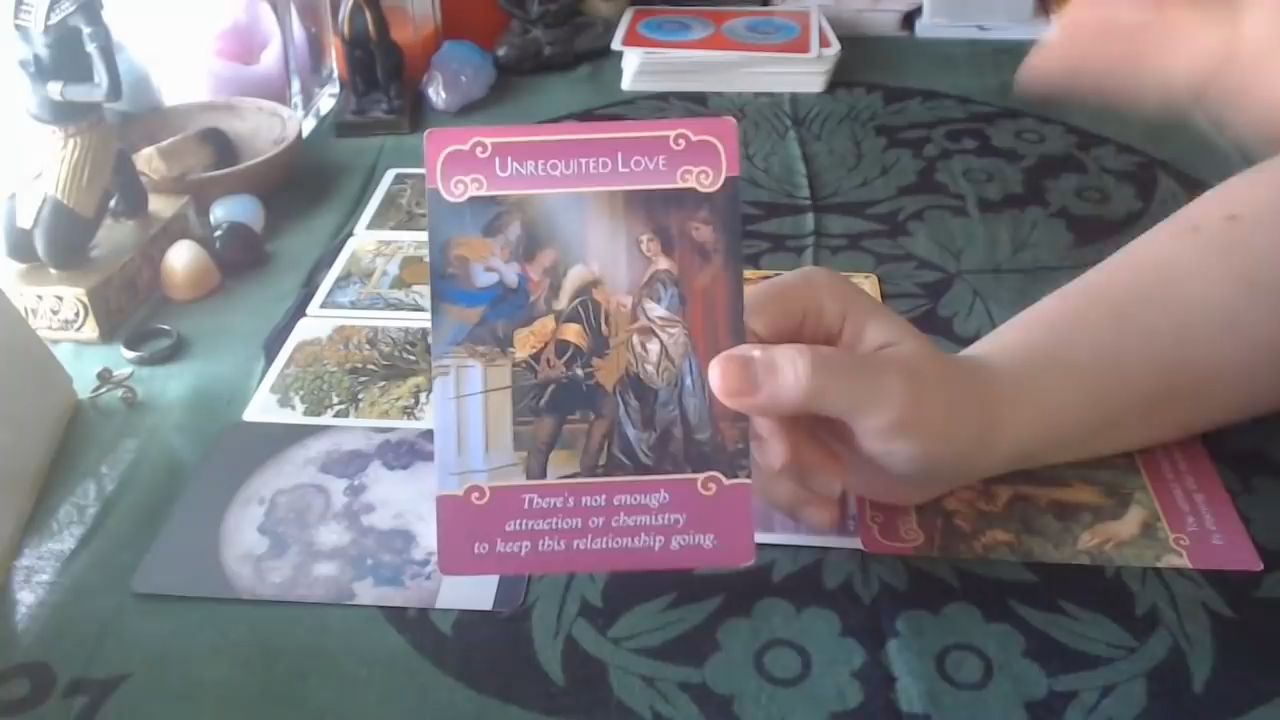 Unrequited Love
There's not enough
attraction or chemistry
to keep this relationship going.